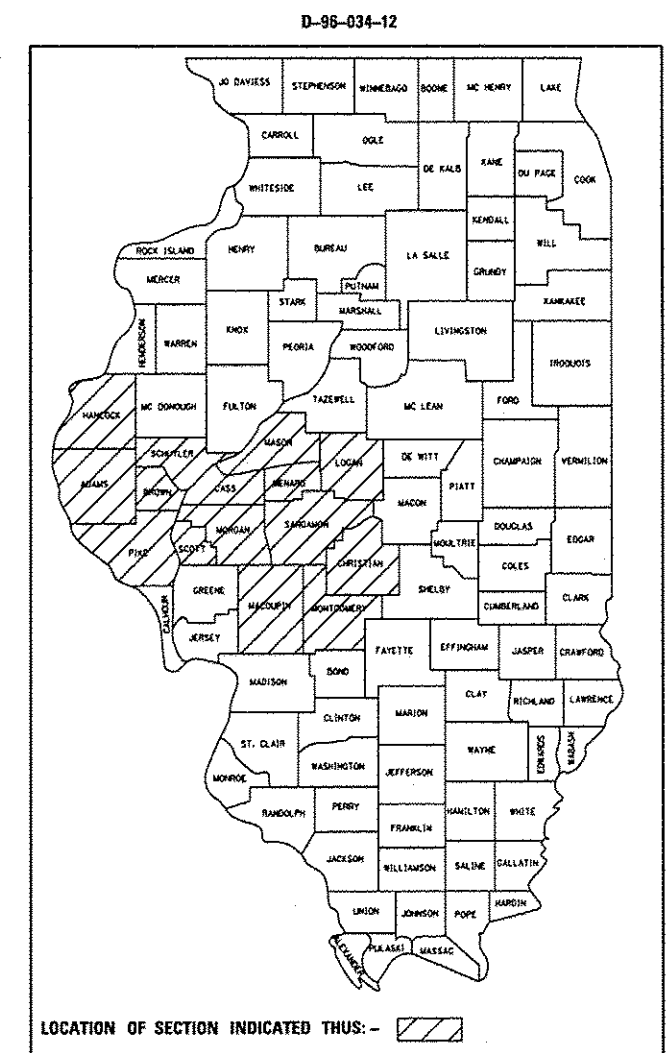 D-96-034-12
JO DAVIESS
STEPHENSON
WINNEBAGO
BOONE
MC HENRY
LAKE
CARROLL
OGLE
DE KALB
KANE
DU PAGE
COOK
WHITESIDE
LEE
KENDALL
WILL
ROCK ISLAND
HENRY
BUREAU
LA SALLE
GRUNDY
MERCER
PUTNAM
KANKAKEE
STARK
MARSHALL
HENDERSON
WARREN
KNOX
PEORIA
WOODFORD
LIVINGSTON
IROQUOIS
HANCOCK
MC DONOUGH
FULTON
TAZEWELL
MC LEAN
FORD
SCHUYLER
MASON
LOGAN
DE WITT
CHAMPAIGN
VERMILION
ADAMS
BROWN
CASS
MENARD
PIATT
MACON
MORGAN
SANGAMON
DOUGLAS
EDGAR
PIKE
SCOTT
CHRISTIAN
MOULTRIE
COLES
GREENE
SHELBY
CALHOUN
MACOUPIN
MONTGOMERY
CUMBERLAND
CLARK
JERSEY
FAYETTE
EFFINGHAM
JASPER
CRAWFORD
MADISON
BOND
CLAY
RICHLAND
LAWRENCE
CLINTON
MARION
ST. CLAIR
WAYNE
EDWARDS
WABASH
WASHINGTON
JEFFERSON
MONROE
RANDOLPH
PERRY
HAMILTON
WHITE
FRANKLIN
JACKSON
WILLIAMSON
SALINE
GALLATIN
UNION
JOHNSON
POPE
HARDIN
ALEXANDER
PULASKI
MASSAC
LOCATION OF SECTION INDICATED THUS: -